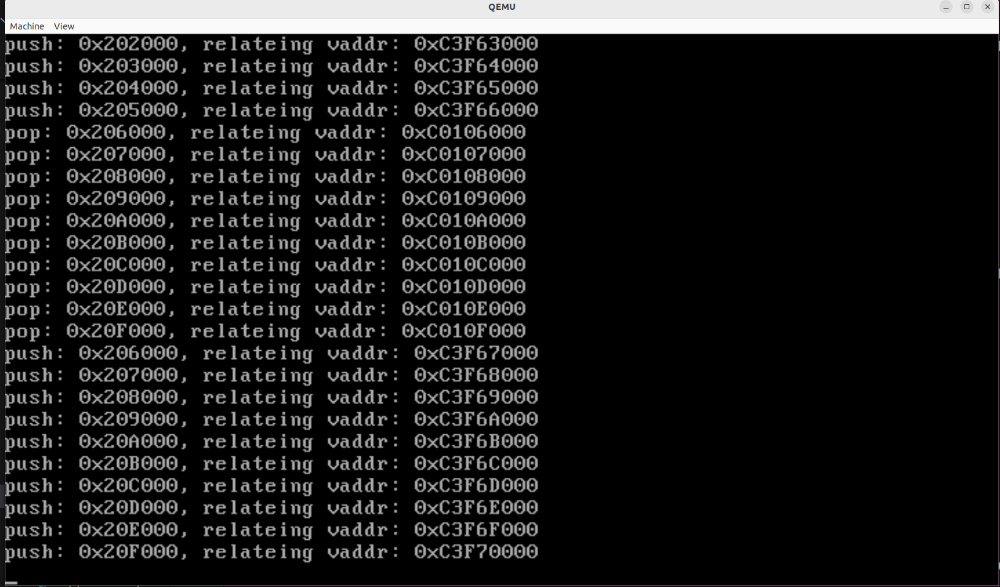 QEMU
Machine View
push: 0x202000, relateing vaddr: 0xC3F63000
push: 0x203000, relateing vaddr: 0xC3F64000
push: 0x204000, relateing vaddr: 0xC3F65000
push: 0x205000, relateing vaddr: 0xC3F66000
pop: 0x206000, relateing vaddr: 0xC0106000
pop: 0x207000, relateing vaddr: 0xC0107000
pop: 0x208000, relateing vaddr: 0xC0108000
pop: 0x209000, relateing vaddr: 0xC0109000
pop: 0x20A000, relateing vaddr: 0xC010A000
pop: 0x20B000, relateing vaddr: 0xC010B000
pop: 0x20C000, relateing vaddr: 0xC010C000
pop: 0x20D000, relateing vaddr: 0xC010D000
pop: 0x20E000, relateing vaddr: 0xC010E000
pop: 0x20F000, relateing vaddr: 0xC010F000
push: 0x206000, relateing vaddr: 0xC3F67000
push: 0x207000, relateing vaddr: 0xC3F68000
push: 0x208000, relateing vaddr: 0xC3F69000
push: 0x209000, relateing vaddr: 0xC3F6A000
push: 0x20A000, relateing vaddr: 0xC3F6B000
push: 0x20B000, relateing vaddr: 0xC3F6C000
push: 0x20C000, relateing vaddr: 0xC3F6D000
push: 0x20D000, relateing vaddr: 0xC3F6E000
push: 0x20E000, relateing vaddr: 0xC3F6F000
push: 0x20F000, relateing vaddr: 0xC3F70000